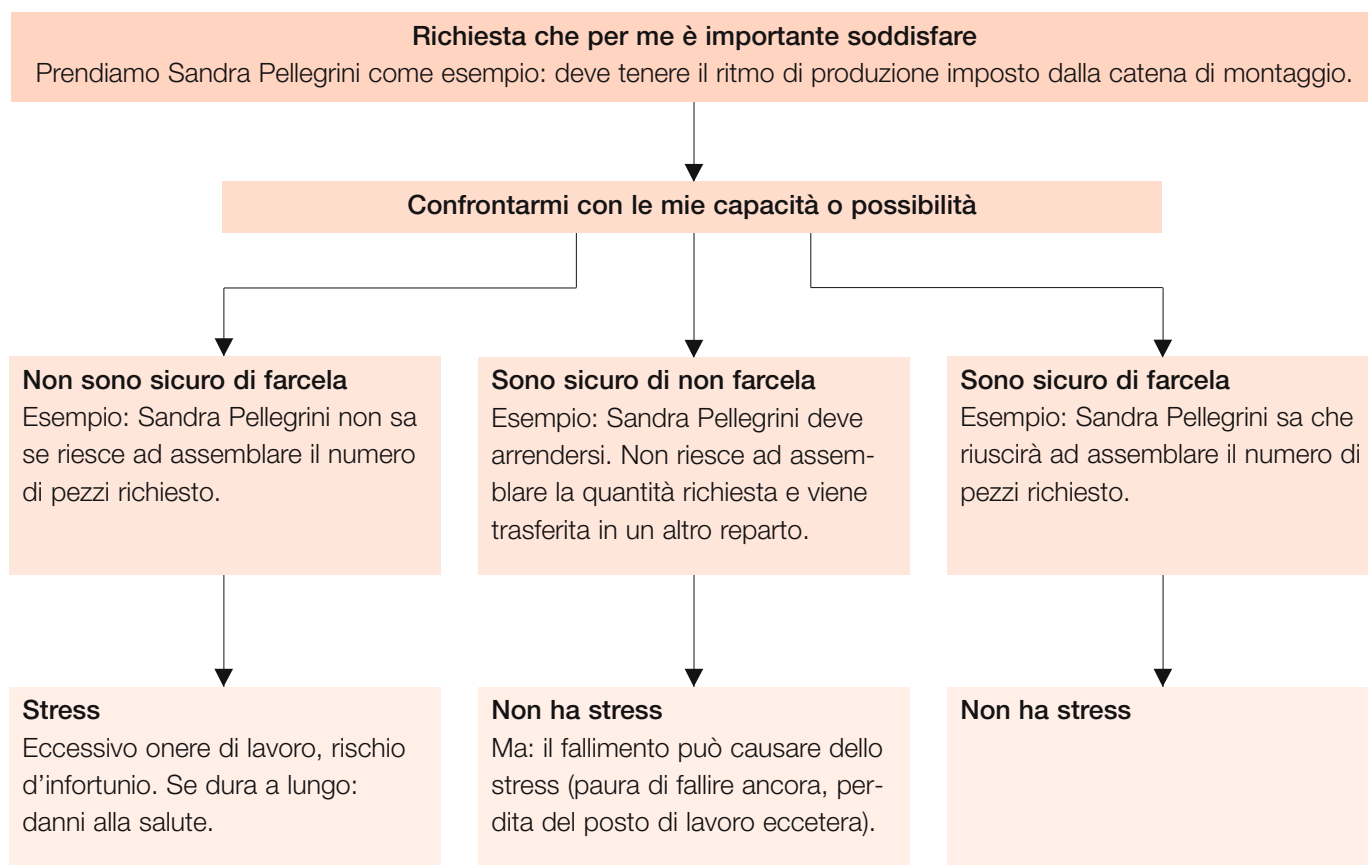 Richiesta che per me è importante soddisfare
Prendiamo Sandra Pellegrini come esempio: deve tenere il ritmo di produzione imposto dalla catena di montaggio.
Confrontarmi con le mie capacità o possibilità
Non sono sicuro di farcela
Esempio: Sandra Pellegrini non sa
se riesce ad assemblare il numero
di pezzi richiesto.
Sono sicuro di non farcela
Esempio: Sandra Pellegrini deve
arrendersi. Non riesce ad assem-
blare la quantità richiesta e viene
trasferita in un altro reparto.
Sono sicuro di farcela
Esempio: Sandra Pellegrini sa che
riuscirà ad assemblare il numero di
pezzi richiesto.
Stress
Eccessivo onere di lavoro, rischio
d’infortunio. Se dura a lungo:
danni alla salute.
Non ha stress
Ma: il fallimento può causare dello
stress (paura di fallire ancora, per-
dita del posto di lavoro eccetera).
Non ha stress